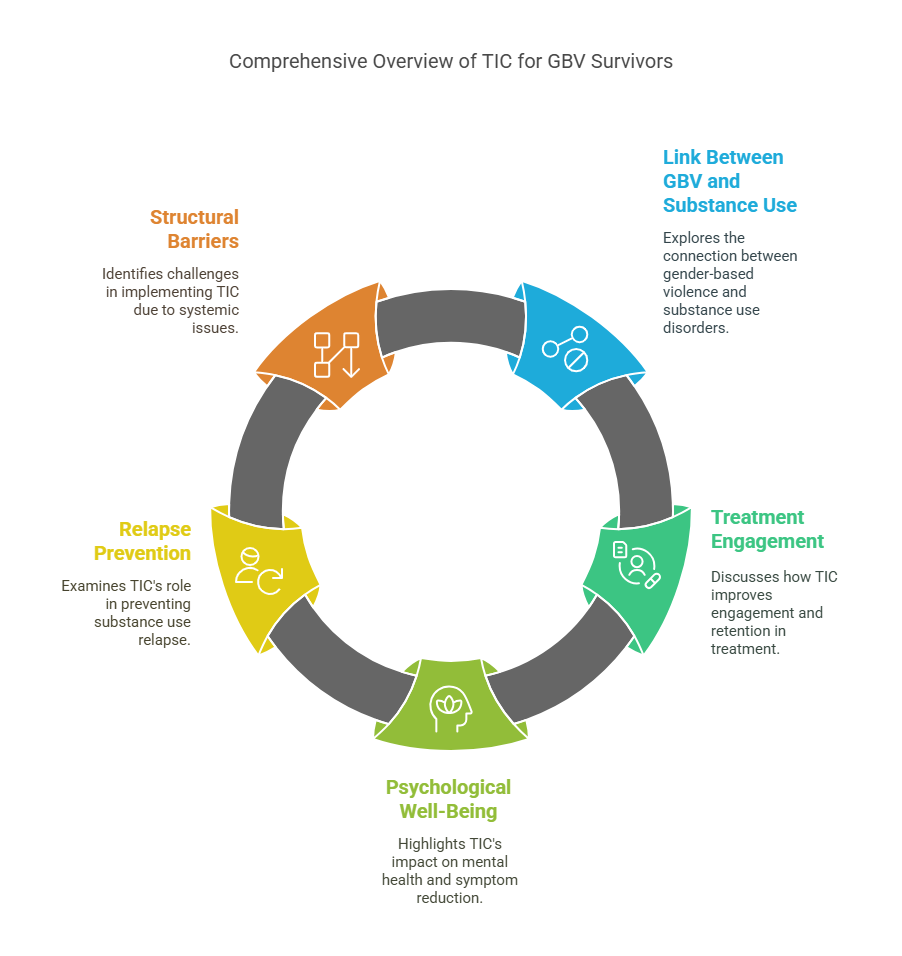 Comprehensive Overview of TIC for GBV Survivors
Link Between
GBV and
Substance Use
Explores the
connection between
gender-based
violence and
substance use
disorders.
Structural
Barriers
Identifies challenges
in implementing TIC
due to systemic
issues.
Treatment
Engagement
Discusses how TIC
improves
engagement and
retention in
treatment.
Relapse
Prevention
Examines TIC's role
in preventing
substance use
relapse.
Psychological
Well-Being
Highlights TIC's
impact on mental
health and symptom
reduction.